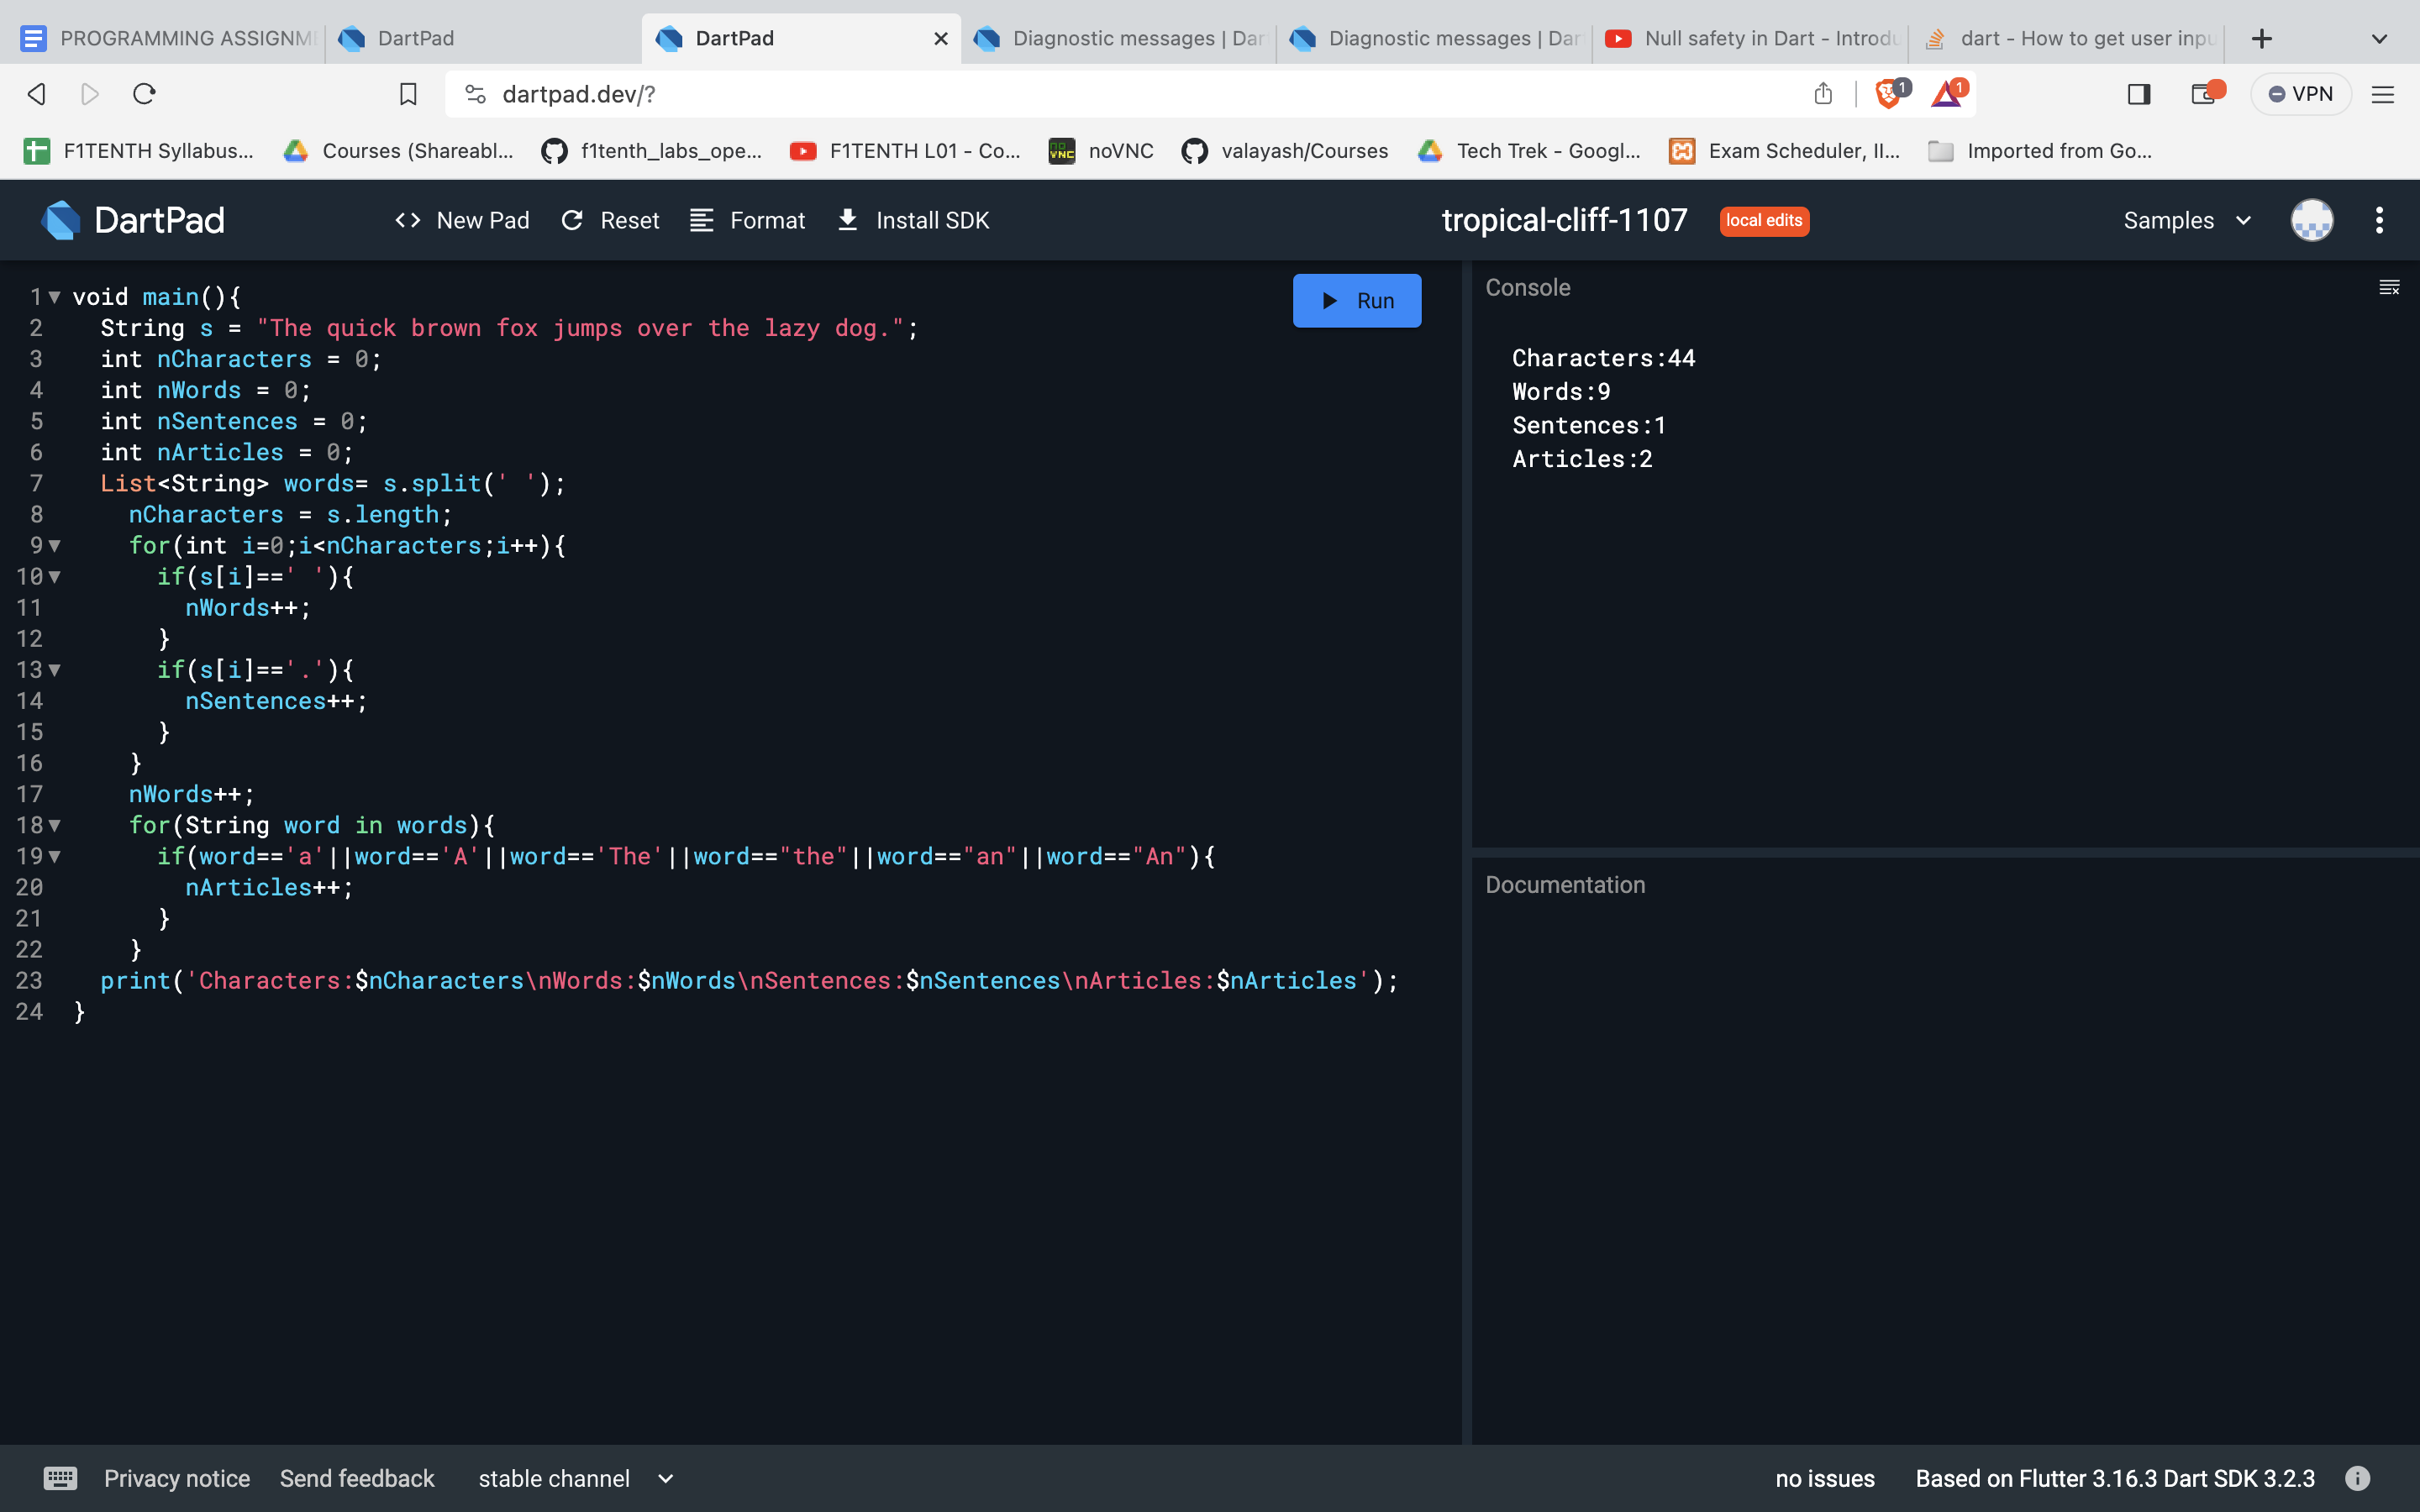 PROGRAMMING ASSIGNM
DartPad
DartPad
Diagnostic messages | Dar
Diagnostic messages | Dar
Null safety in Dart - Introdu
dart - How to get user inpu
dartpad.dev/?
1
1
VPN
F1TENTH Syllabus...
Courses (Shareabl...
f1tenth_labs_ope...
F1TENTH L01 - Co...
noVNC
valayash/Courses
Tech Trek - Googl...
Exam Scheduler, II...
Imported from Go...
DartPad
New Pad
Reset
Format
Install SDK
tropical-cliff-1107
local edits
Samples
Run
1 void main(){
2   String s = "The quick brown fox jumps over the lazy dog.";
3   int nCharacters = 0;
4   int nWords = 0;
5   int nSentences = 0;
6   int nArticles = 0;
7   List<String> words= s.split(' ');
8     nCharacters = s.length;
9     for(int i=0;i<nCharacters;i++){
10       if(s[i]==' '){
11         nWords++;
12       }
13       if(s[i]=='.'){
14         nSentences++;
15       }
16     }
17     nWords++;
18     for(String word in words){
19       if(word=='a'||word=='A'||word=='The'||word=="the"||word=="an"||word=="An"){
20         nArticles++;
21       }
22     }
23   print('Characters:$nCharacters\nWords:$nWords\nSentences:$nSentences\nArticles:$nArticles');
24 }
Console
Characters:44
Words:9
Sentences:1
Articles:2
Documentation
Privacy notice
Send feedback
stable channel
no issues
Based on Flutter 3.16.3 Dart SDK 3.2.3